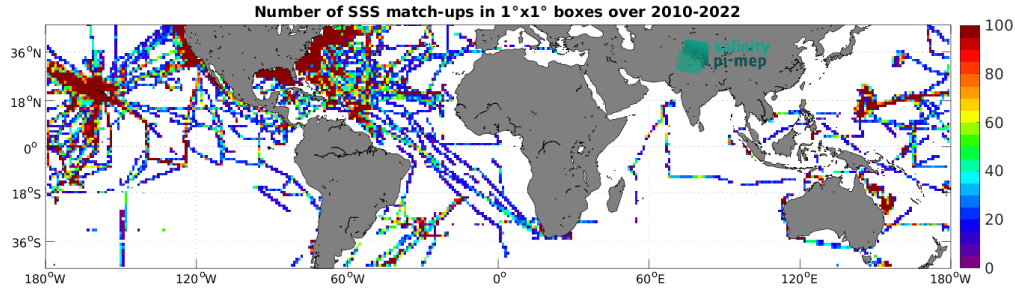 Number of SSS match-ups in 1°x1° boxes over 2010-2022
salinity
pi-mep
36°N
18°N
0°
18°S
36°S
180°W 120°W 60°W 0° 60°E 120°E 180°W
100
80
60
40
20
0